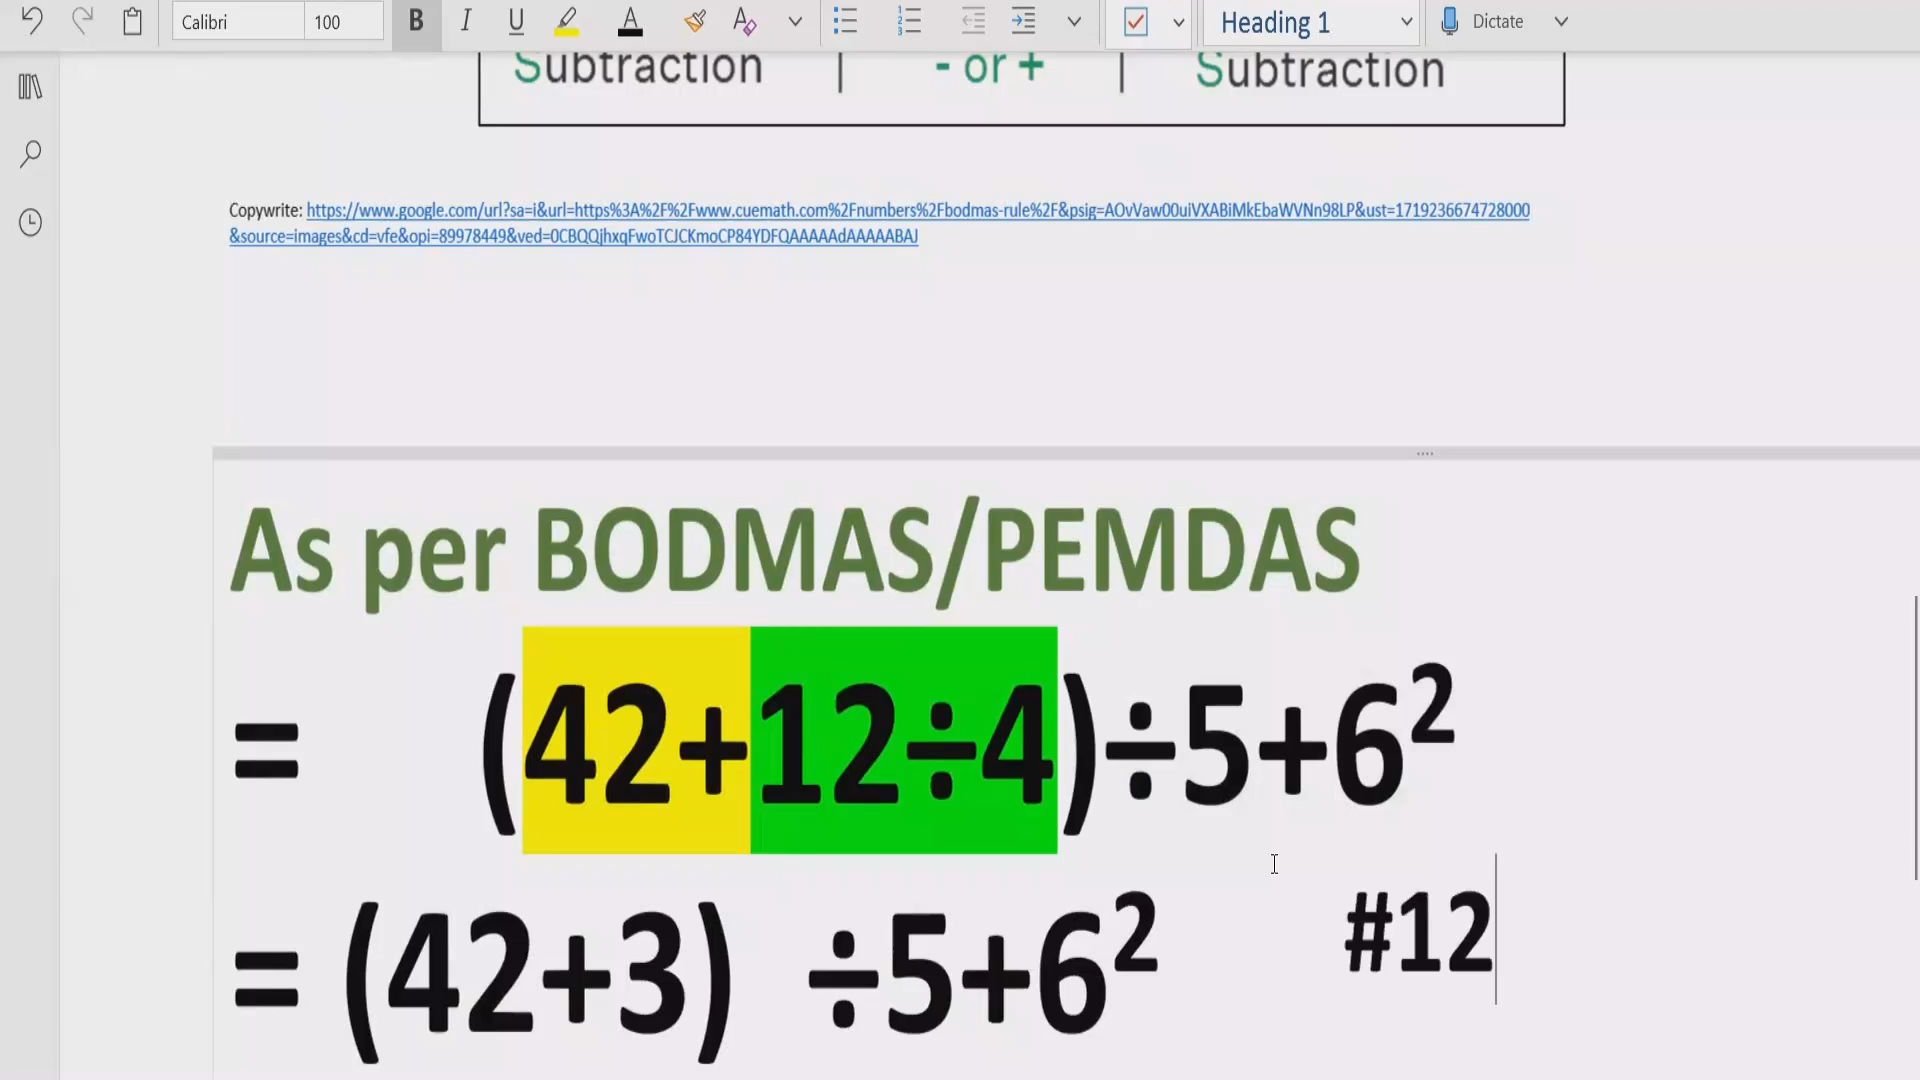 Calibri 100 B I U A A Heading 1 Dictate
Subtraction | - or + | Subtraction
Copywrite: https://www.google.com/url?sa=i&url=https%3A%2F%2Fwww.cuemath.com%2Fnumbers%2Fbodmas-rule%2F&psig=AOvVaw00uiVXABiMkEbaWVNn98LP&ust=1719236674728000
&source=images&cd=vfe&opi=89978449&ved=0CBQQjhxqFwoTCJCKmoCP84YDFQAAAAAdAAAAABAJ
As per BODMAS/PEMDAS
= (42+12÷4)÷5+6²
= (42+3) ÷5+6² #12